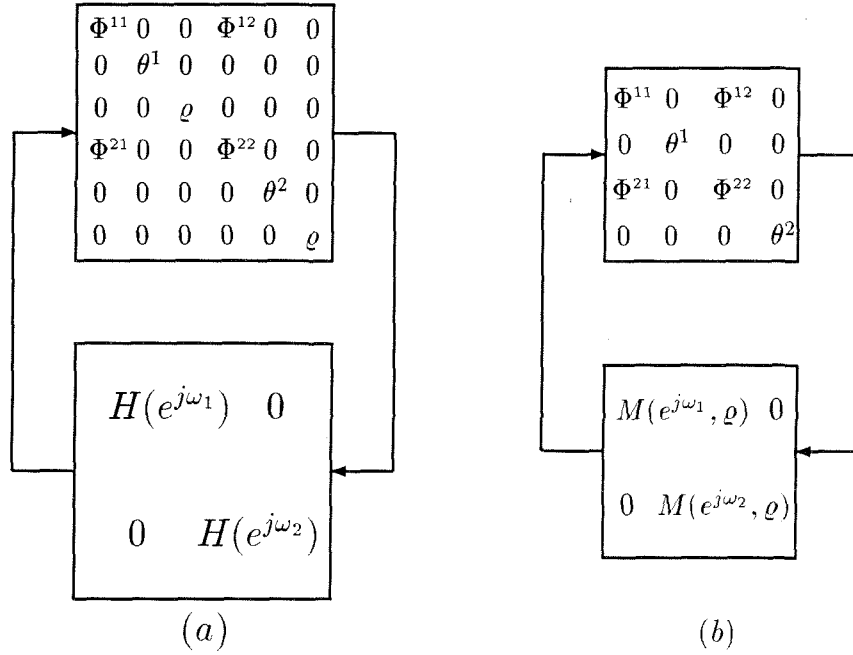 Φ¹¹ 0 0 Φ¹² 0 0
0 θ¹ 0 0 0 0
0 0 ϱ 0 0 0
Φ²¹ 0 0 Φ²² 0 0
0 0 0 0 θ² 0
0 0 0 0 0 ϱ
H(e^{jω₁}) 0
0 H(e^{jω₂})
(a)
Φ¹¹ 0 Φ¹² 0
0 θ¹ 0 0
Φ²¹ 0 Φ²² 0
0 0 0 θ²
M(e^{jω₁}, ϱ) 0
0 M(e^{jω₂}, ϱ)
(b)